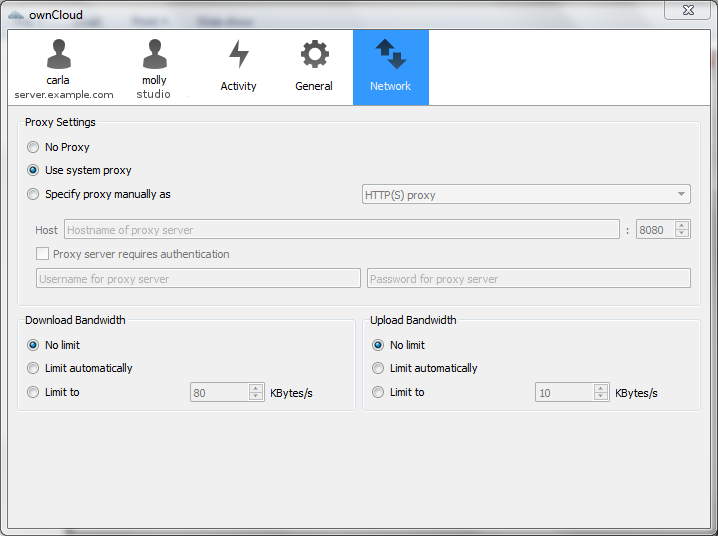 ownCloud
carla
server.example.com
molly
studio
Activity
General
Network
Proxy Settings
No Proxy
Use system proxy
Specify proxy manually as
HTTP(S) proxy
Host
Hostname of proxy server
:
8080
Proxy server requires authentication
Username for proxy server
Password for proxy server
Download Bandwidth
No limit
Limit automatically
Limit to
80
KBytes/s
Upload Bandwidth
No limit
Limit automatically
Limit to
10
KBytes/s